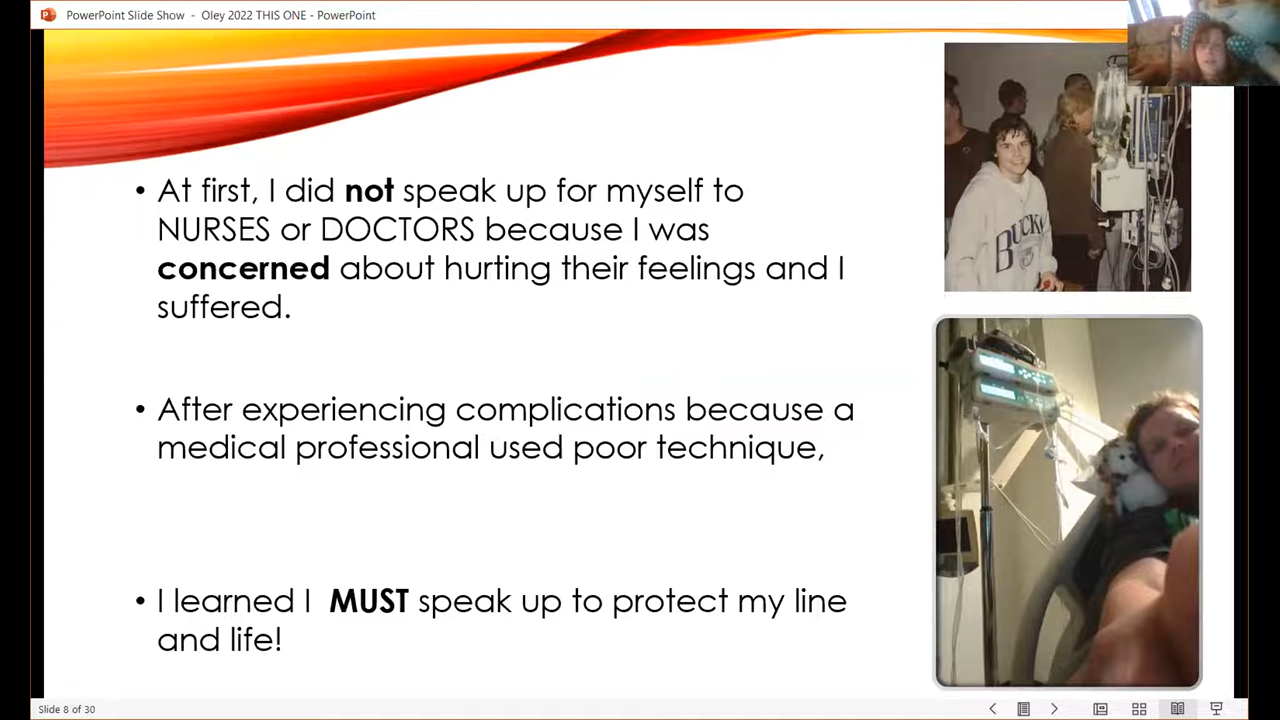 PowerPoint Slide Show - Oley 2022 THIS ONE - PowerPoint
• At first, I did not speak up for myself to
NURSES or DOCTORS because I was
concerned about hurting their feelings and I
suffered.
• After experiencing complications because a
medical professional used poor technique,
• I learned I MUST speak up to protect my line
and life!
Slide 8 of 30